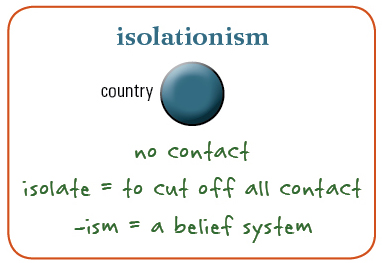 isolationism
country
no contact
isolate = to cut off all contact
-ism = a belief system